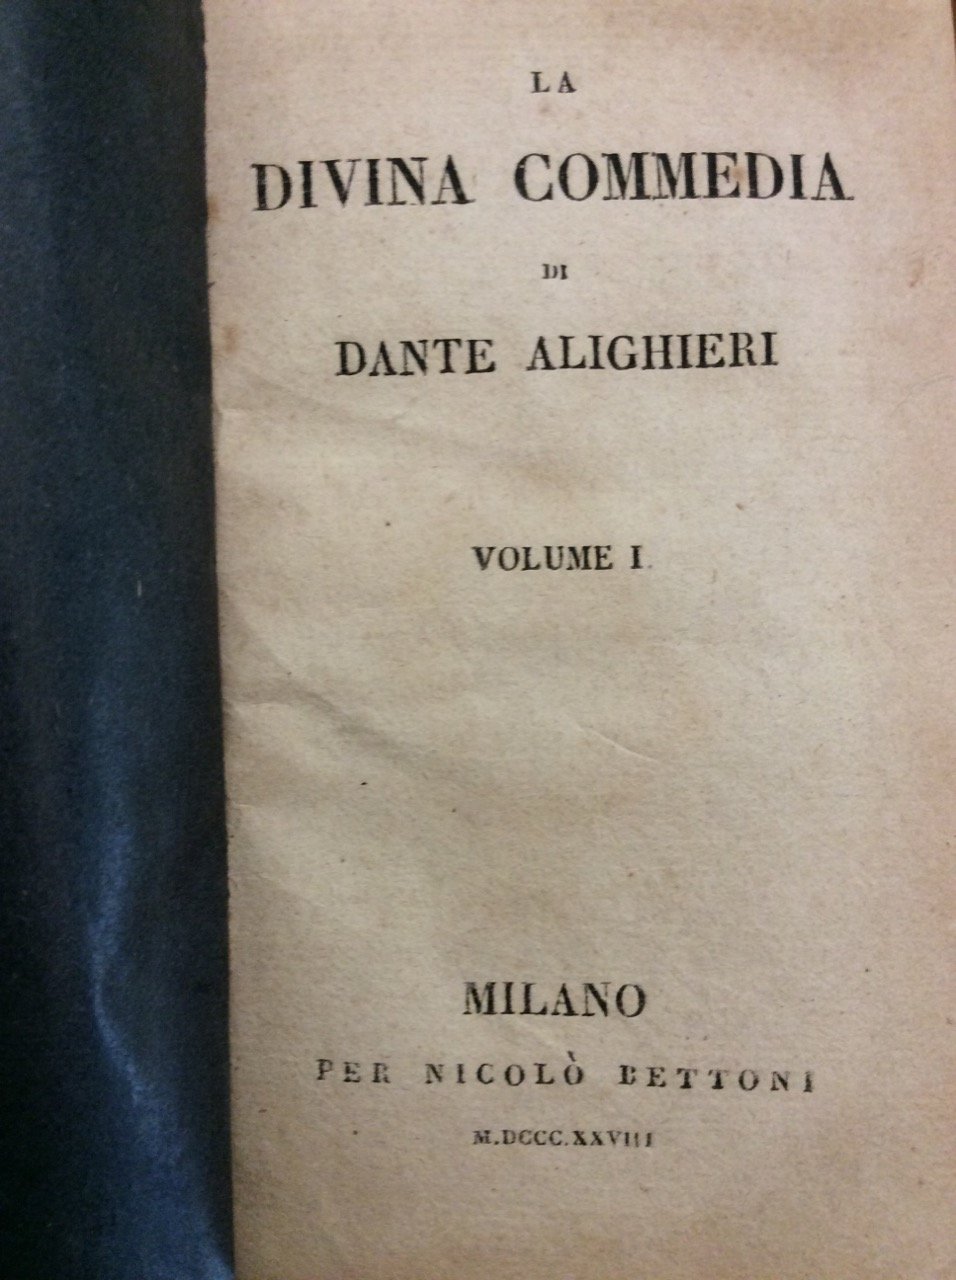 LA
DIVINA COMMEDIA
DI
DANTE ALIGHIERI
VOLUME I.
MILANO
PER NICOLÒ BETTONI
M.DCCC.XXVIII